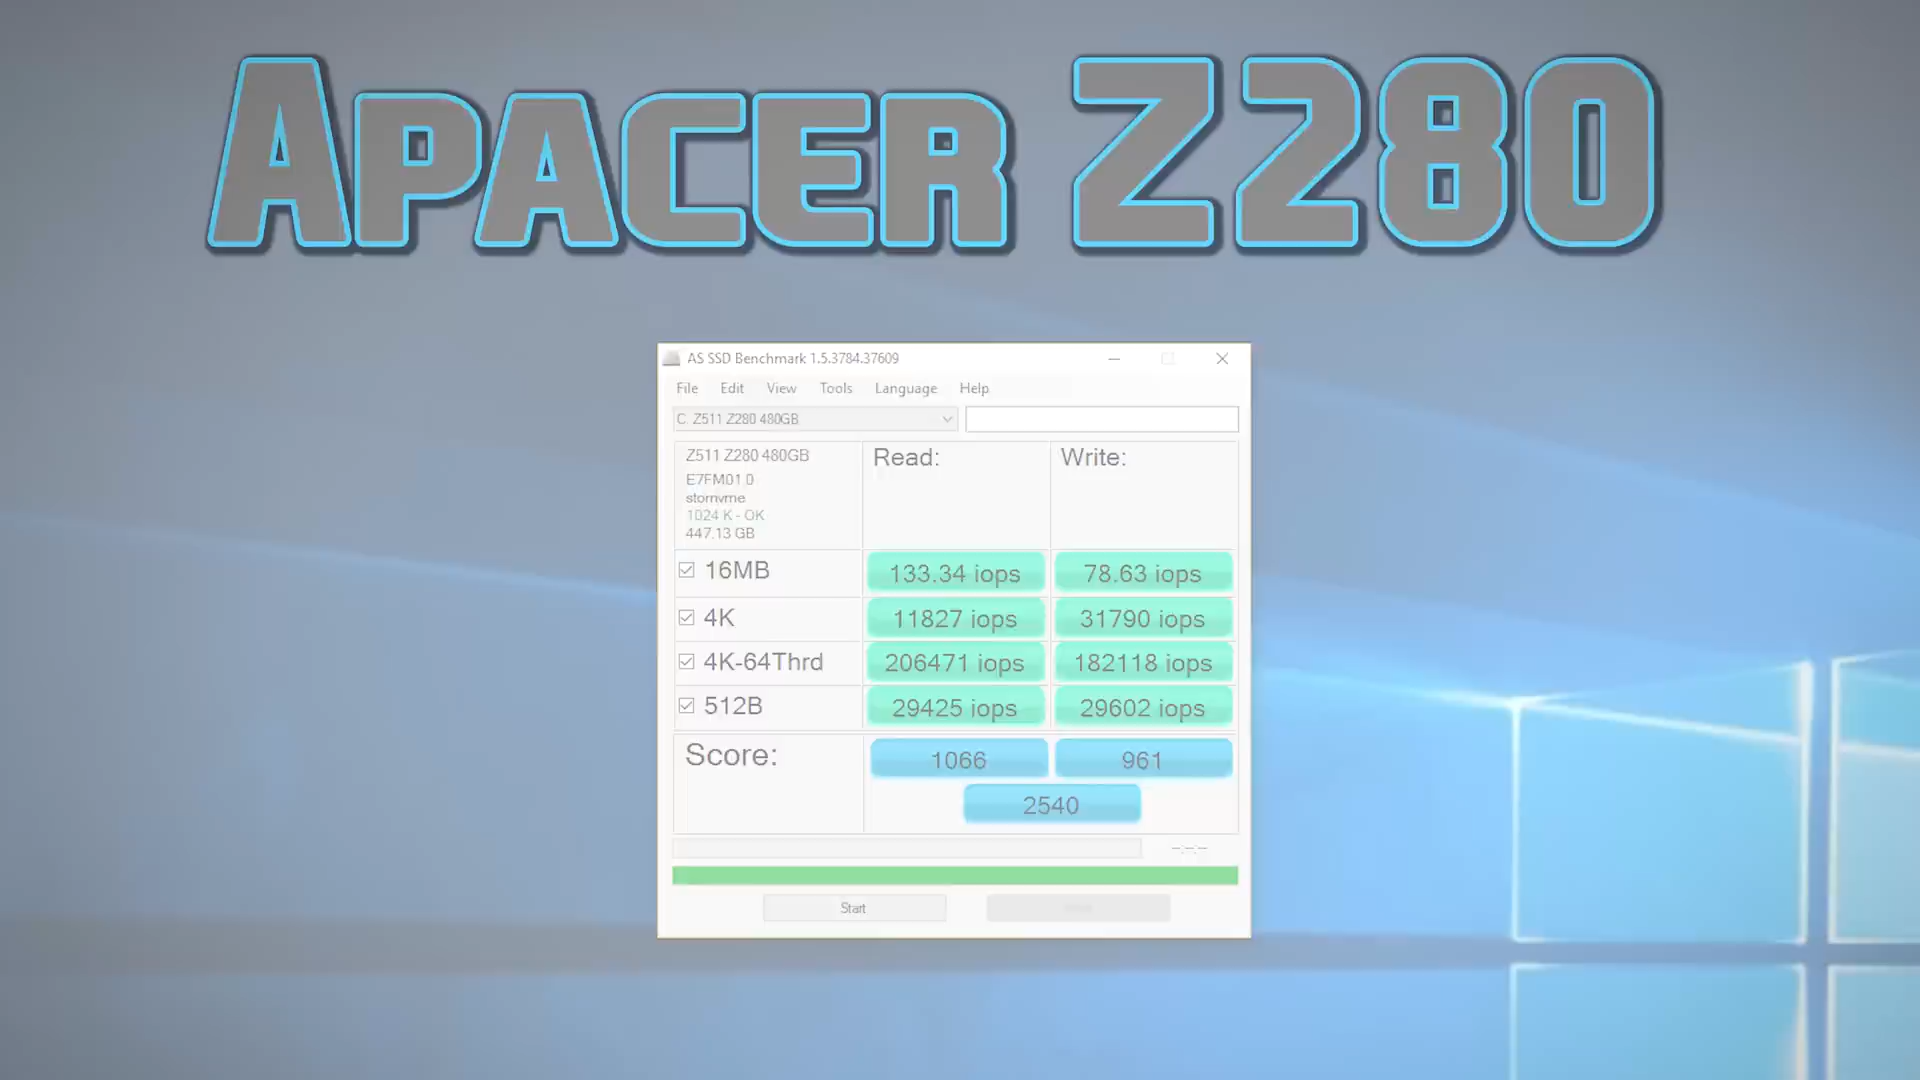 APACER Z280
AS SSD Benchmark 1.5.3784.37609
File Edit View Tools Language Help
C: Z511 Z280 480GB
Z511 Z280 480GB
E7FM01.0
stornvme
1024 K - OK
447.13 GB
Read: Write:
16MB 133.34 iops 78.63 iops
4K 11827 iops 31790 iops
4K-64Thrd 206471 iops 182118 iops
512B 29425 iops 29602 iops
Score: 1066 961
2540
-:-:-
Start